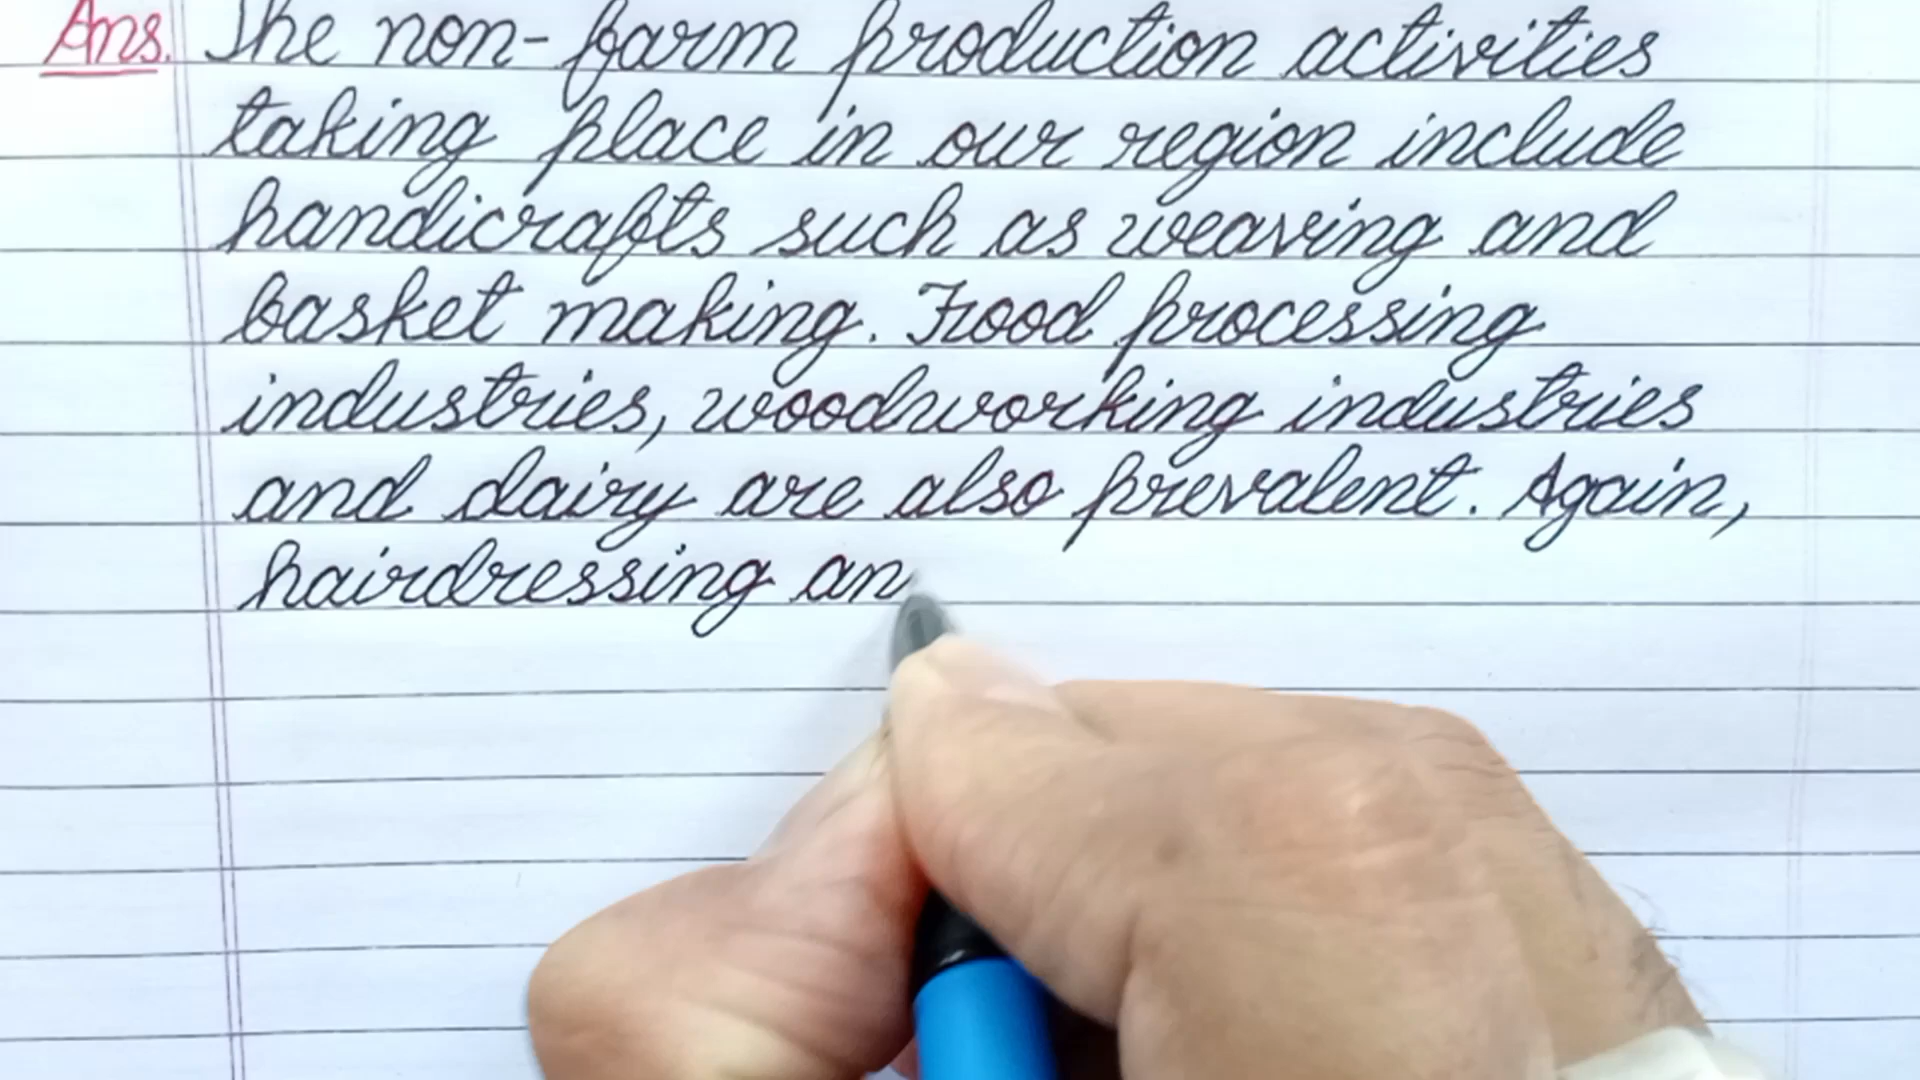 Ans. The non-farm production activities
taking place in our region include
handicrafts such as weaving and
basket making. Food processing
industries, woodworking industries
and dairy are also prevalent. Again,
hairdressing an